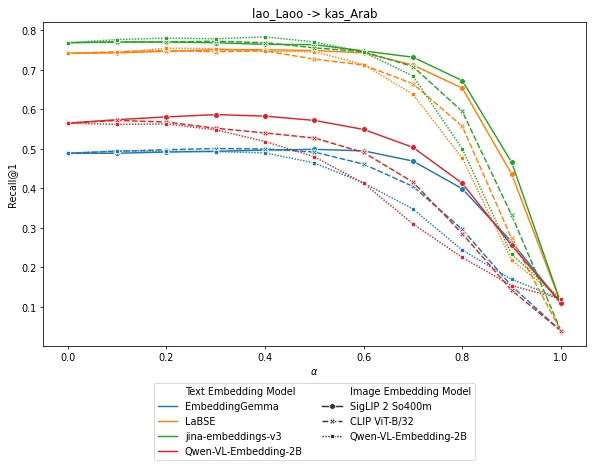 lao_Laoo -> kas_Arab
0.8
0.7
0.6
0.5
0.4
0.3
0.2
0.1
Recall@1
0.0 0.2 0.4 0.6 0.8 1.0
α
Text Embedding Model
EmbeddingGemma
LaBSE
jina-embeddings-v3
Qwen-VL-Embedding-2B
Image Embedding Model
SigLIP 2 So400m
CLIP ViT-B/32
Qwen-VL-Embedding-2B